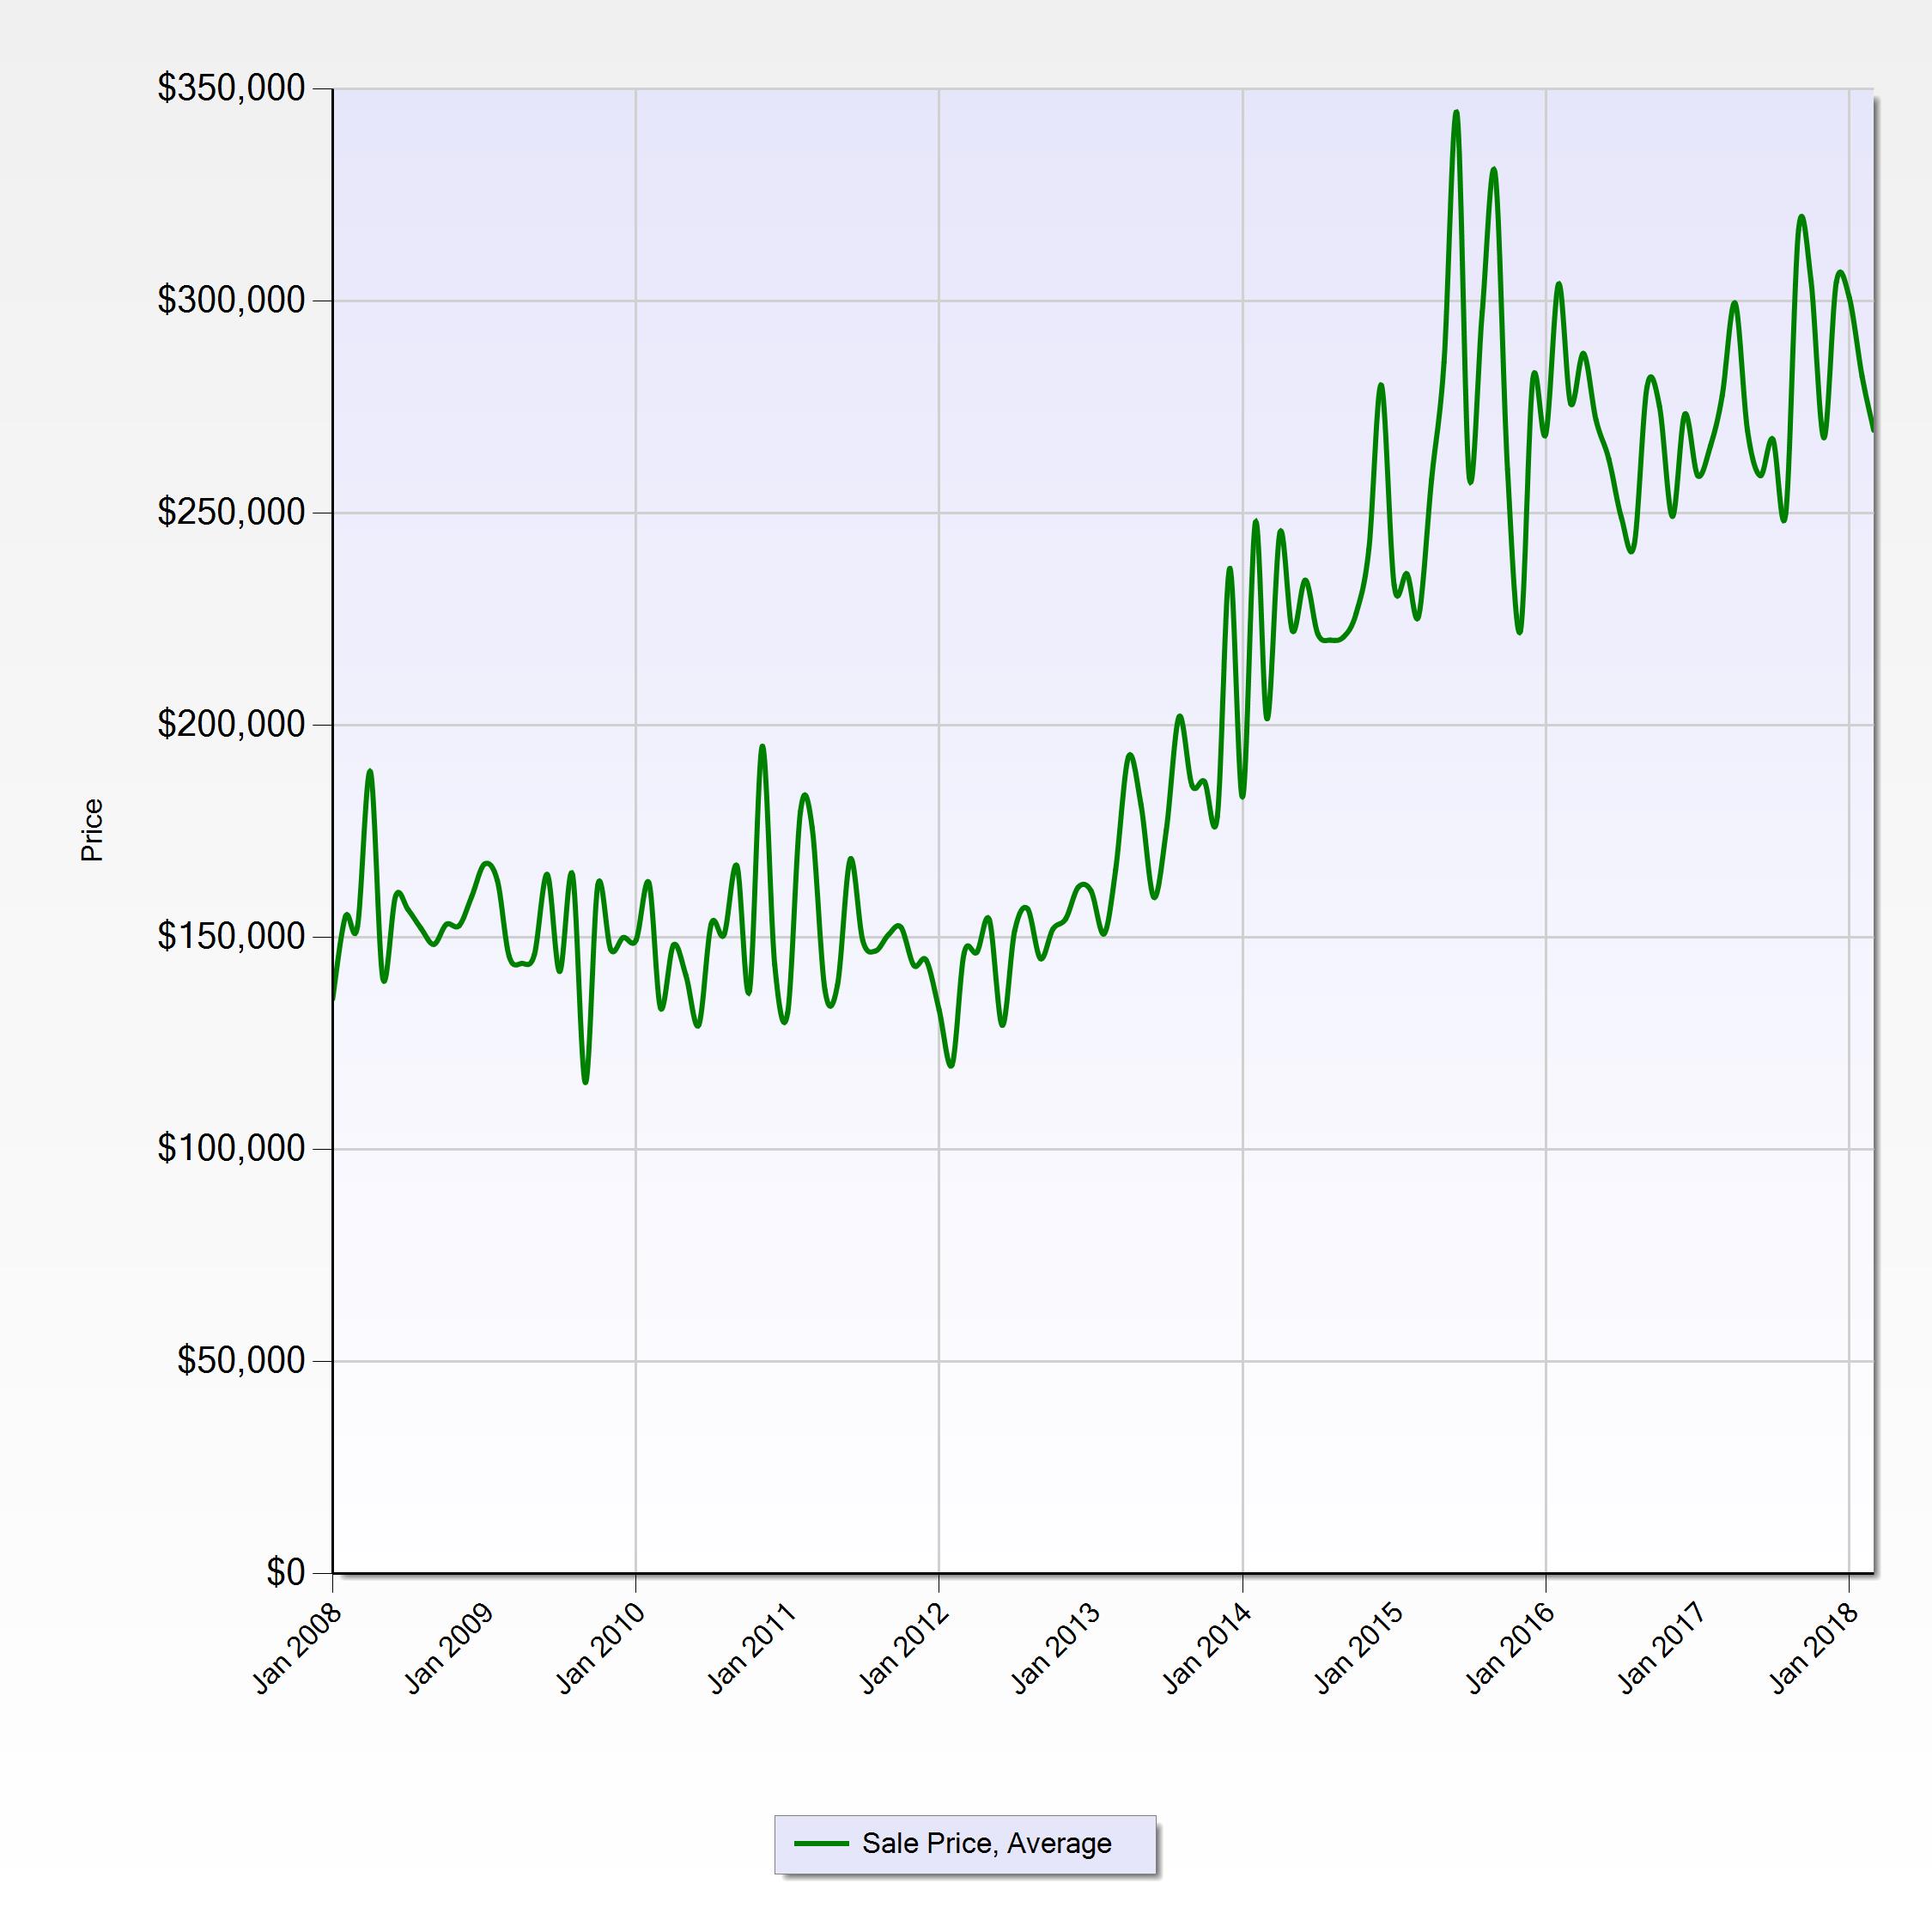 $350,000
$300,000
$250,000
$200,000
$150,000
$100,000
$50,000
$0
Price
Jan 2008
Jan 2009
Jan 2010
Jan 2011
Jan 2012
Jan 2013
Jan 2014
Jan 2015
Jan 2016
Jan 2017
Jan 2018
Sale Price, Average